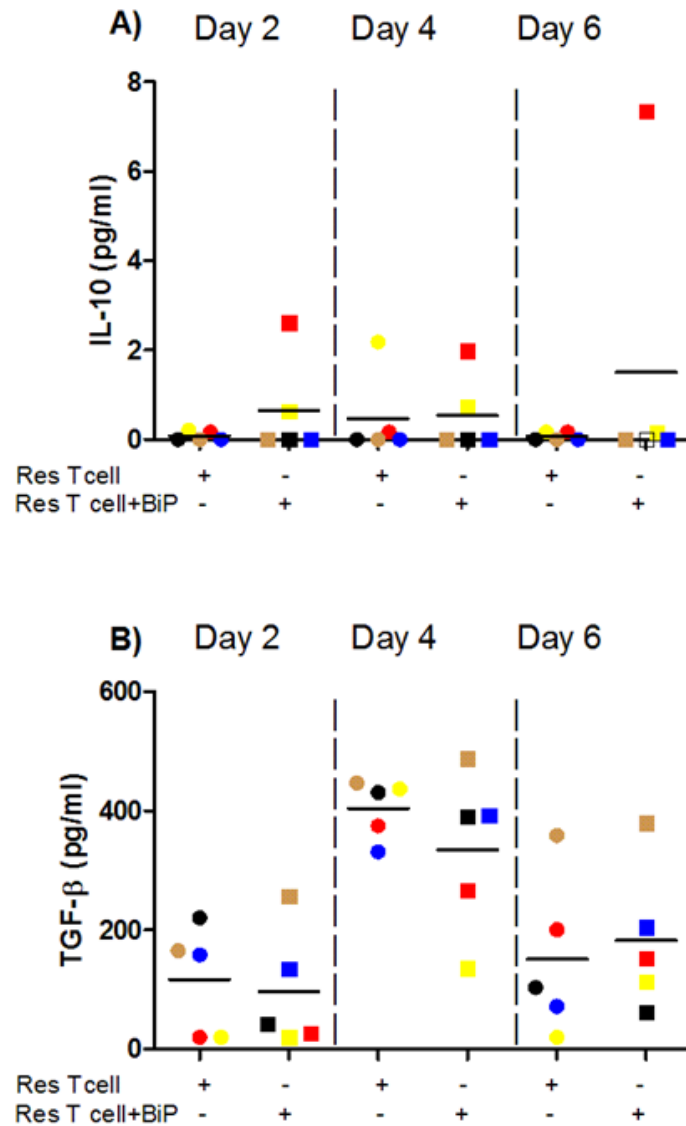 A) Day 2 Day 4 Day 6
8
6
4
2
0
IL-10 (pg/ml)
Res Tcell + - + - + -
Res T cell+BiP - + - + - +
B) Day 2 Day 4 Day 6
600
400
200
0
TGF-β (pg/ml)
Res Tcell + - + - + -
Res T cell+BiP - + - + - +